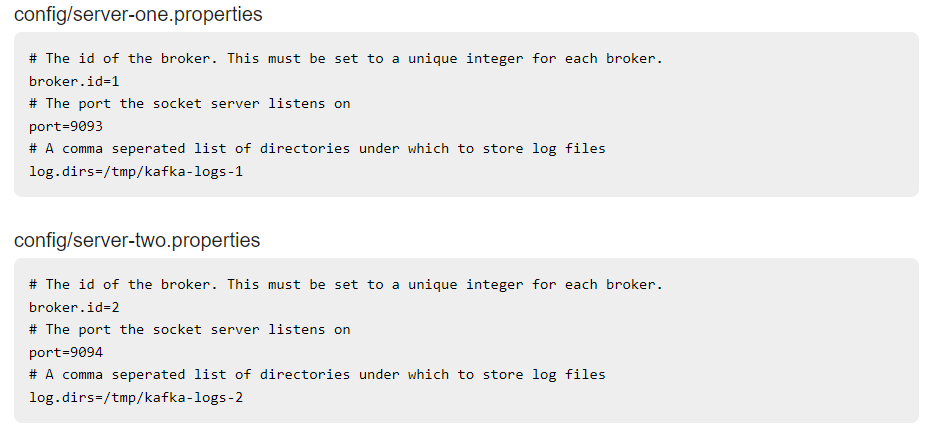 config/server-one.properties
# The id of the broker. This must be set to a unique integer for each broker.
broker.id=1
# The port the socket server listens on
port=9093
# A comma seperated list of directories under which to store log files
log.dirs=/tmp/kafka-logs-1
config/server-two.properties
# The id of the broker. This must be set to a unique integer for each broker.
broker.id=2
# The port the socket server listens on
port=9094
# A comma seperated list of directories under which to store log files
log.dirs=/tmp/kafka-logs-2